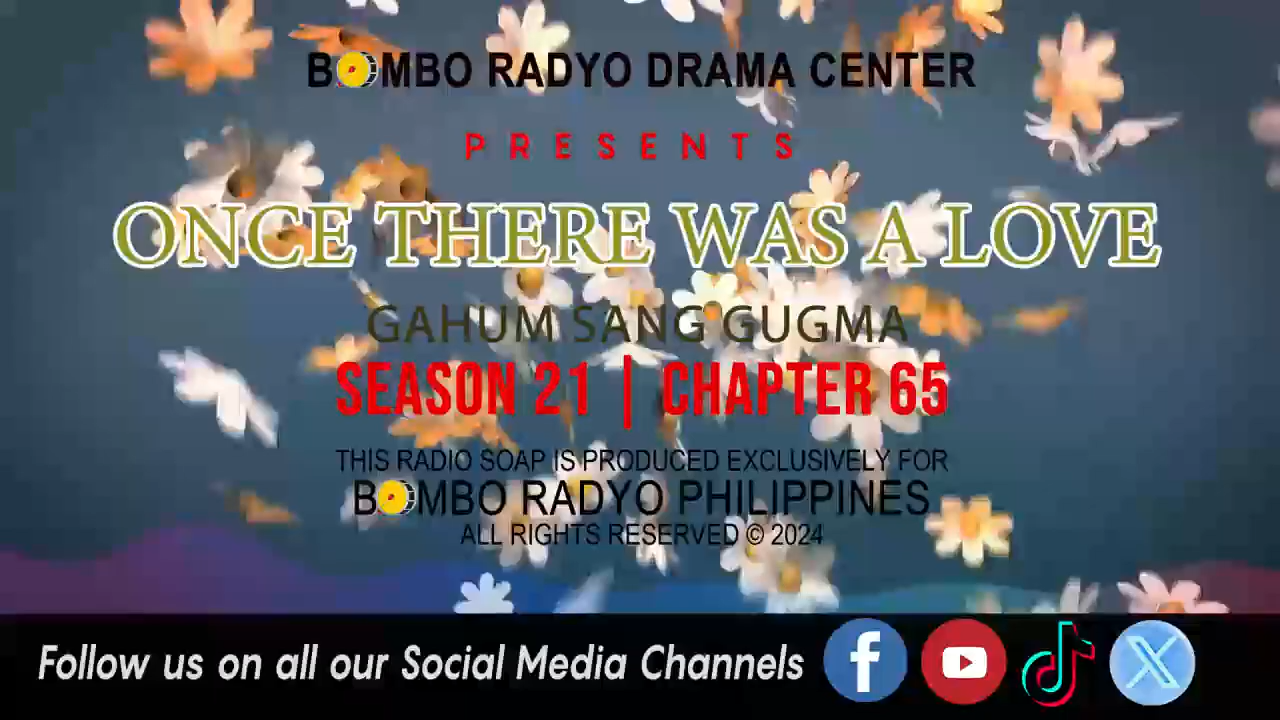 BOMBO RADYO DRAMA CENTER
PRESENTS
ONCE THERE WAS A LOVE
GAHUM SANG GUGMA
SEASON 21 | CHAPTER 65
THIS RADIO SOAP IS PRODUCED EXCLUSIVELY FOR
BOMBO RADYO PHILIPPINES
ALL RIGHTS RESERVED © 2024
Follow us on all our Social Media Channels